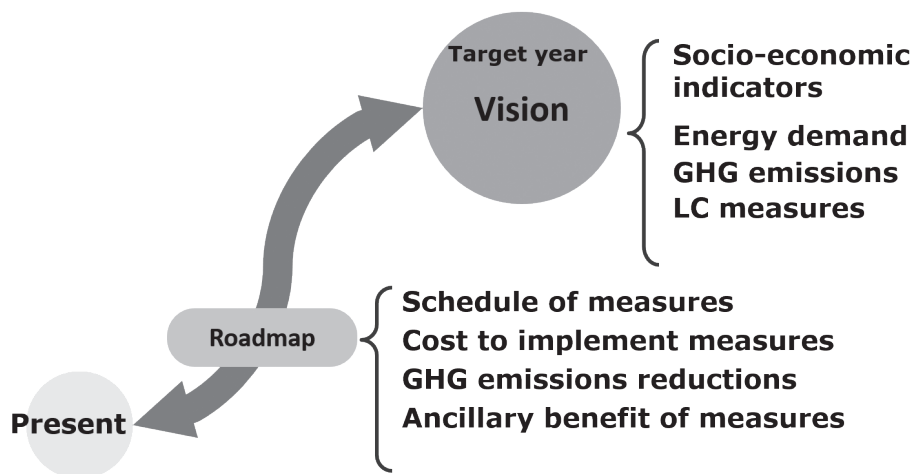 Target year
Vision
Socio-economic
indicators
Energy demand
GHG emissions
LC measures
Roadmap
Schedule of measures
Cost to implement measures
GHG emissions reductions
Ancillary benefit of measures
Present